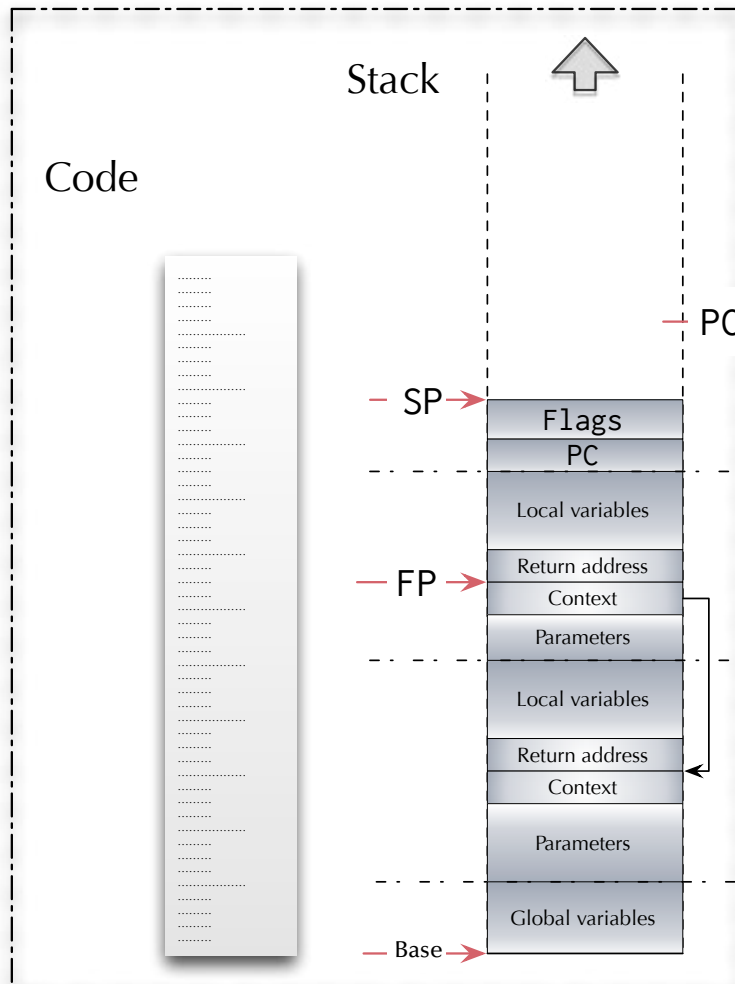 Stack
Code
PC
SP
Flags
PC
Local variables
Return address
FP
Context
Parameters
Local variables
Return address
Context
Parameters
Global variables
Base